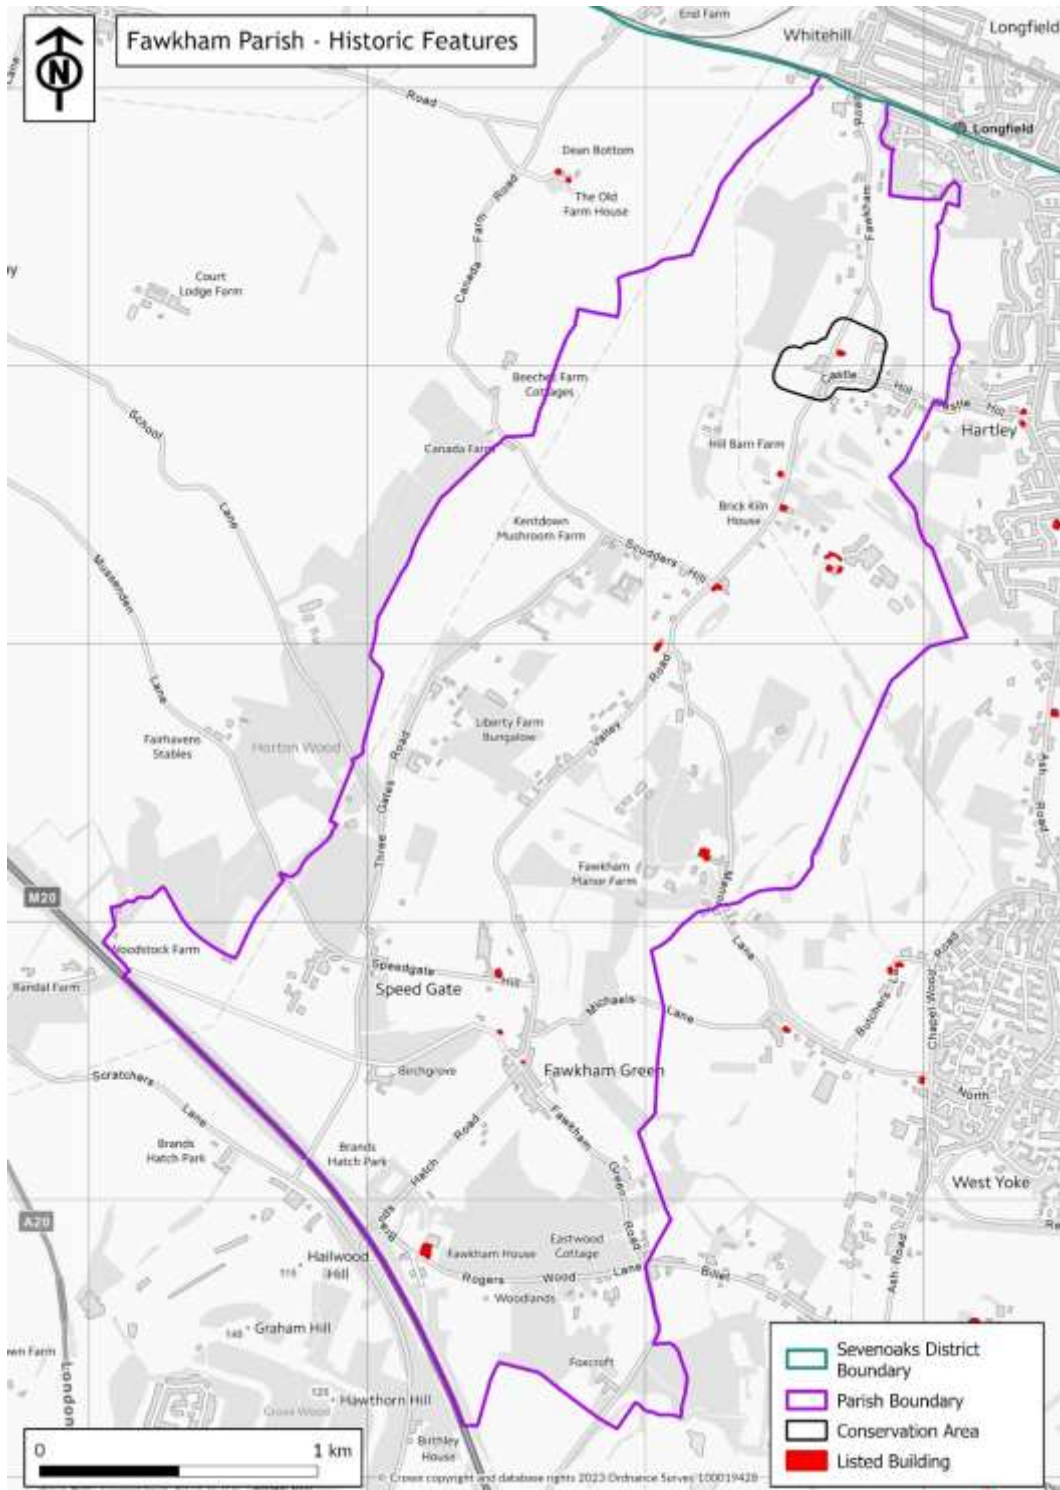 Fawkham Parish - Historic Features
N
End Farm
Whitehill
Longfield
Lane
Road
Road
Longfield
Dean Bottom
The Old
Farm House
Canada Farm Road
Fawkham
Court
Lodge Farm
Beeches Farm
Cottages
Castle
Hill
Castle Hill
Hartley
School
Lane
Canada Farm
Hill Barn Farm
Brick Kiln
House
Kentdown
Mushroom Farm
Scudders Hill
Mussenden
Lane
Fairhavens
Stables
Horton Wood
Three Gates Road
Liberty Farm
Bungalow
Valley Road
Ash Road
Fawkham
Manor Farm
Manor
Lane
M20
Woodstock Farm
Randal Farm
Speedgate
Hill
Speed Gate
Michaels Lane
Butchers La
Road
Chapel Wood
Scratchers
Lane
Birchgrove
Fawkham Green
North
Fawkham
Green
Road
Brands
Hatch Park
Brands
Hatch Park
Brands Hatch Road
West Yoke
A20
Hailwood
Hill
Fawkham House
Eastwood
Cottage
Rogers Wood Lane
Billet
Ash Road
Woodlands
Graham Hill
Foxcroft
London
Hawthorn Hill
Birthley
House
Sevenoaks District
Boundary
Parish Boundary
Conservation Area
Listed Building
0 1 km
© Crown copyright and database rights 2023 Ordnance Survey 100019428